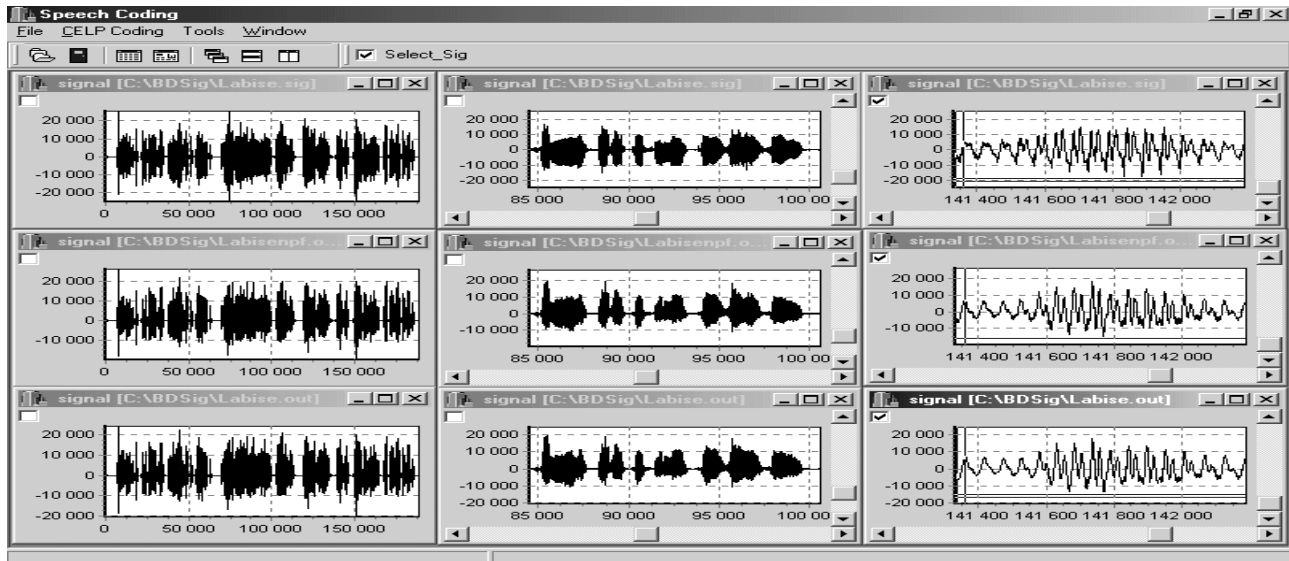 Speech Coding
File CELP Coding Tools Window
Select_Sig
signal [C:\BDSig\Labise.sig]
20 000
10 000
0
-10 000
-20 000
0 50 000 100 000 150 000
signal [C:\BDSig\Labise.sig]
20 000
10 000
0
-10 000
-20 000
85 000 90 000 95 000 100 00
signal [C:\BDSig\Labise.sig]
20 000
10 000
0
-10 000
-20 000
141 400 141 600 141 800 142 000
signal [C:\BDSig\Labisenpf.o...
20 000
10 000
0
-10 000
0 50 000 100 000 150 000
signal [C:\BDSig\Labisenpf.o...
20 000
10 000
0
-10 000
85 000 90 000 95 000 100 00
signal [C:\BDSig\Labisenpf.o...
20 000
10 000
0
-10 000
141 400 141 600 141 800 142 000
signal [C:\BDSig\Labise.out]
20 000
10 000
0
-10 000
-20 000
0 50 000 100 000 150 000
signal [C:\BDSig\Labise.out]
20 000
10 000
0
-10 000
-20 000
85 000 90 000 95 000 100 00
signal [C:\BDSig\Labise.out]
20 000
10 000
0
-10 000
-20 000
141 400 141 600 141 800 142 000